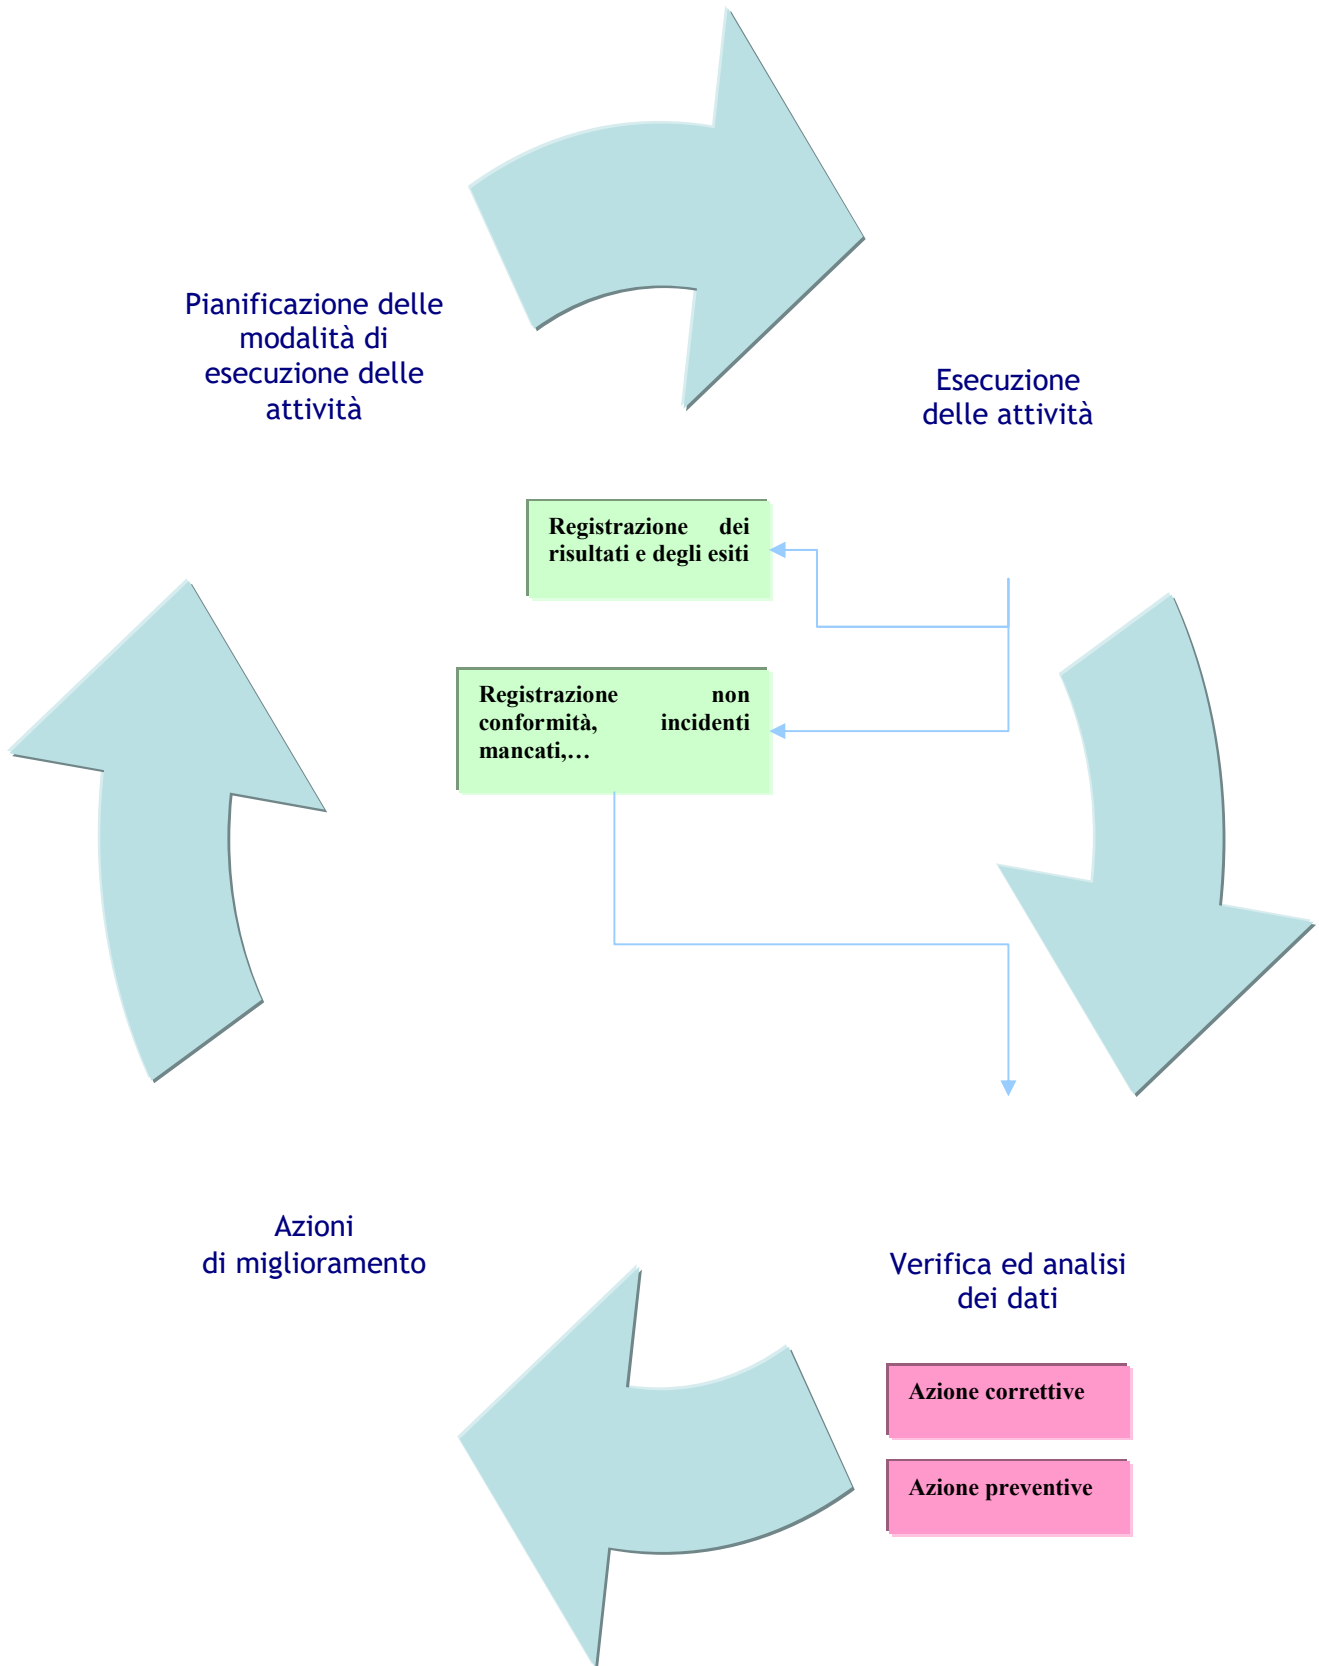 Pianificazione delle
modalità di
esecuzione delle
attività
Esecuzione
delle attività
Registrazione dei
risultati e degli esiti
Registrazione non
conformità, incidenti
mancati,…
Azioni
di miglioramento
Verifica ed analisi
dei dati
Azione correttive
Azione preventive